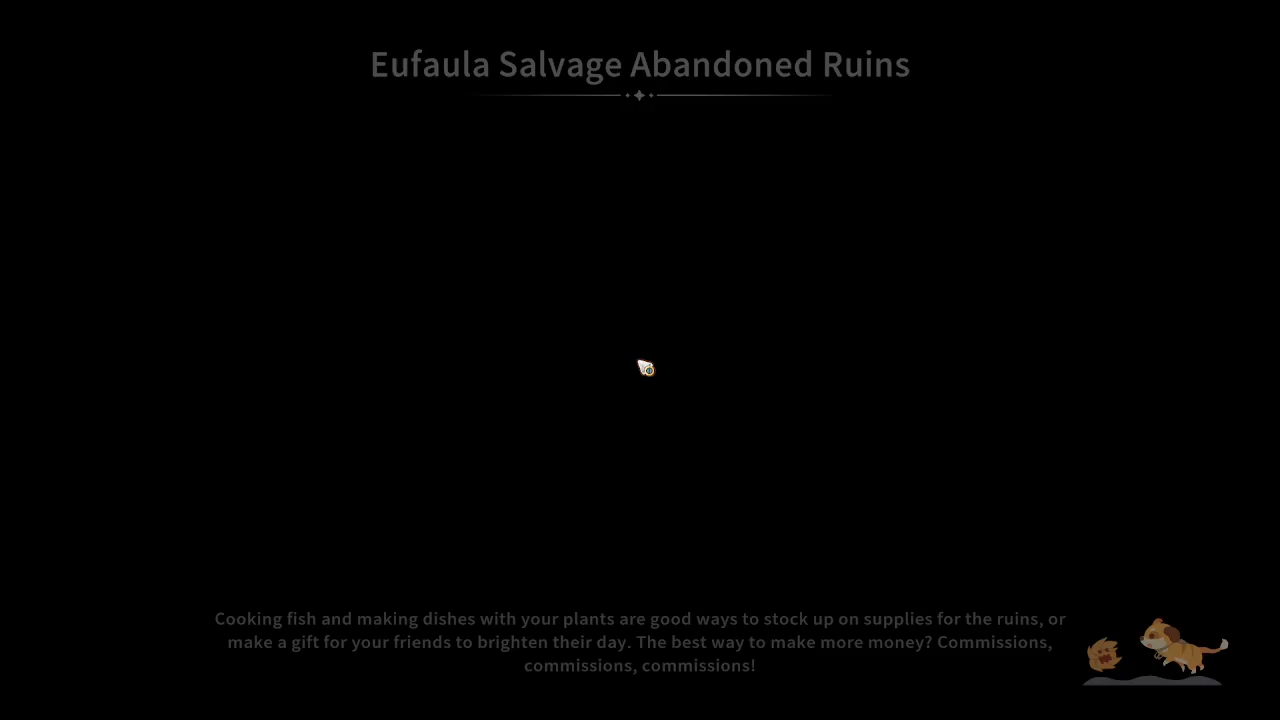 Eufaula Salvage Abandoned Ruins
Cooking fish and making dishes with your plants are good ways to stock up on supplies for the ruins, or
make a gift for your friends to brighten their day. The best way to make more money? Commissions,
commissions, commissions!